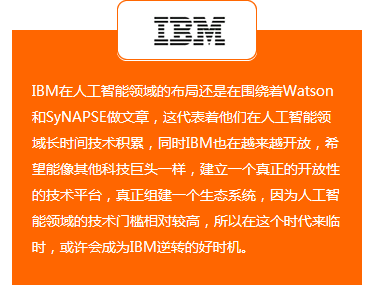 IBM
IBM在人工智能领域的布局还是在围绕着Watson
和SyNAPSE做文章，这代表着他们在人工智能领
域长时间技术积累，同时IBM也在越来越开放，希
望能像其他科技巨头一样，建立一个真正的开放性
的技术平台，真正组建一个生态系统，因为人工智
能领域的技术门槛相对较高，所以在这个时代来临
时，或许会成为IBM逆转的好时机。